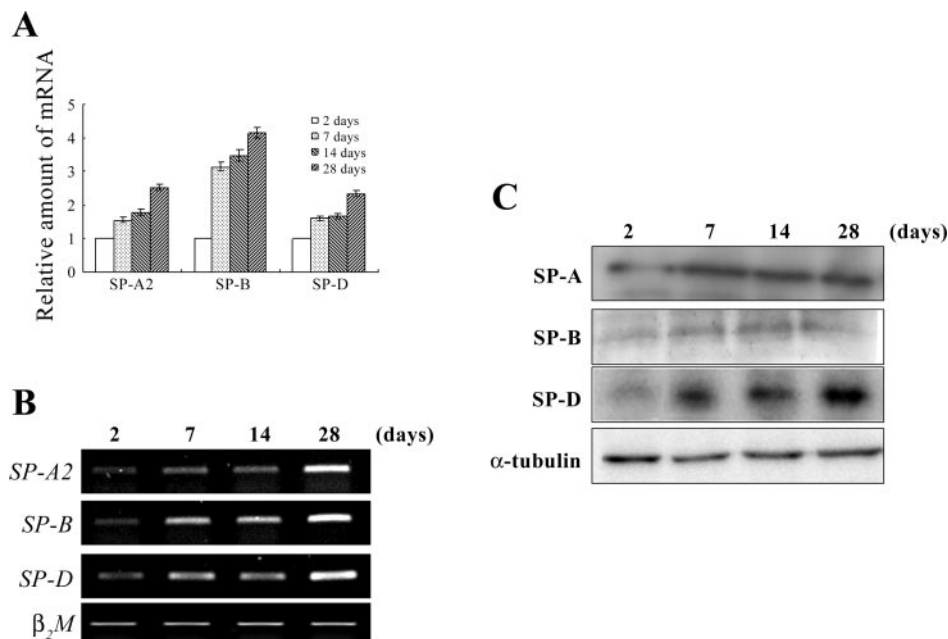 A
Relative amount of mRNA
5
4
3
2
1
0
2 days
7 days
14 days
28 days
SP-A2 SP-B SP-D
B
2 7 14 28 (days)
SP-A2
SP-B
SP-D
β₂M
C
2 7 14 28 (days)
SP-A
SP-B
SP-D
α-tubulin